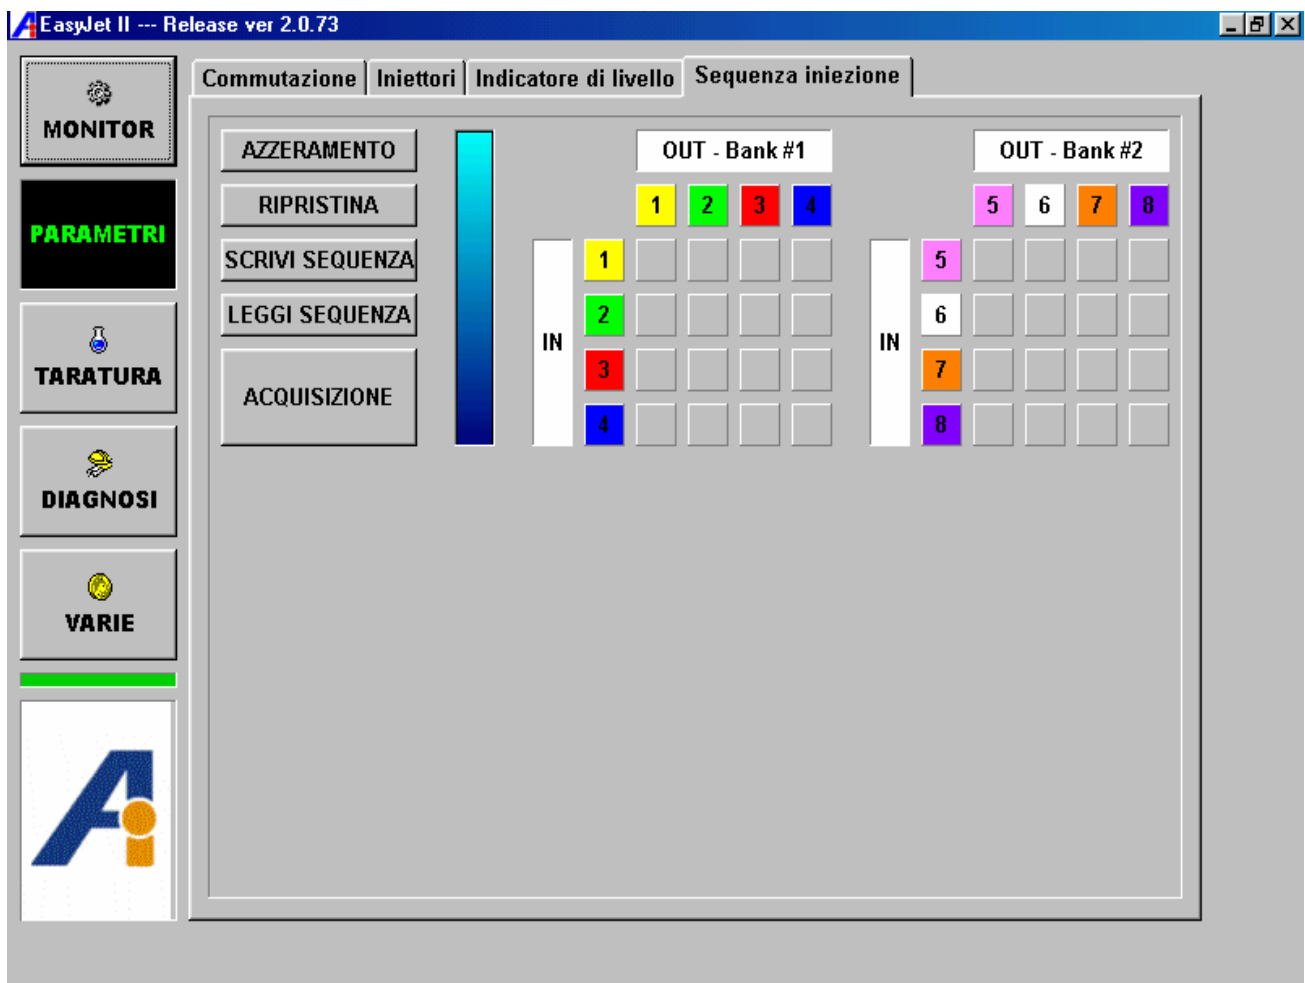 EasyJet II --- Release ver 2.0.73
MONITOR
PARAMETRI
TARATURA
DIAGNOSI
VARIE
Commutazione Iniettori Indicatore di livello Sequenza iniezione
AZZERAMENTO
RIPRISTINA
SCRIVI SEQUENZA
LEGGI SEQUENZA
ACQUISIZIONE
OUT - Bank #1
1 2 3 4
IN
1
2
3
4
OUT - Bank #2
5 6 7 8
IN
5
6
7
8
Ai